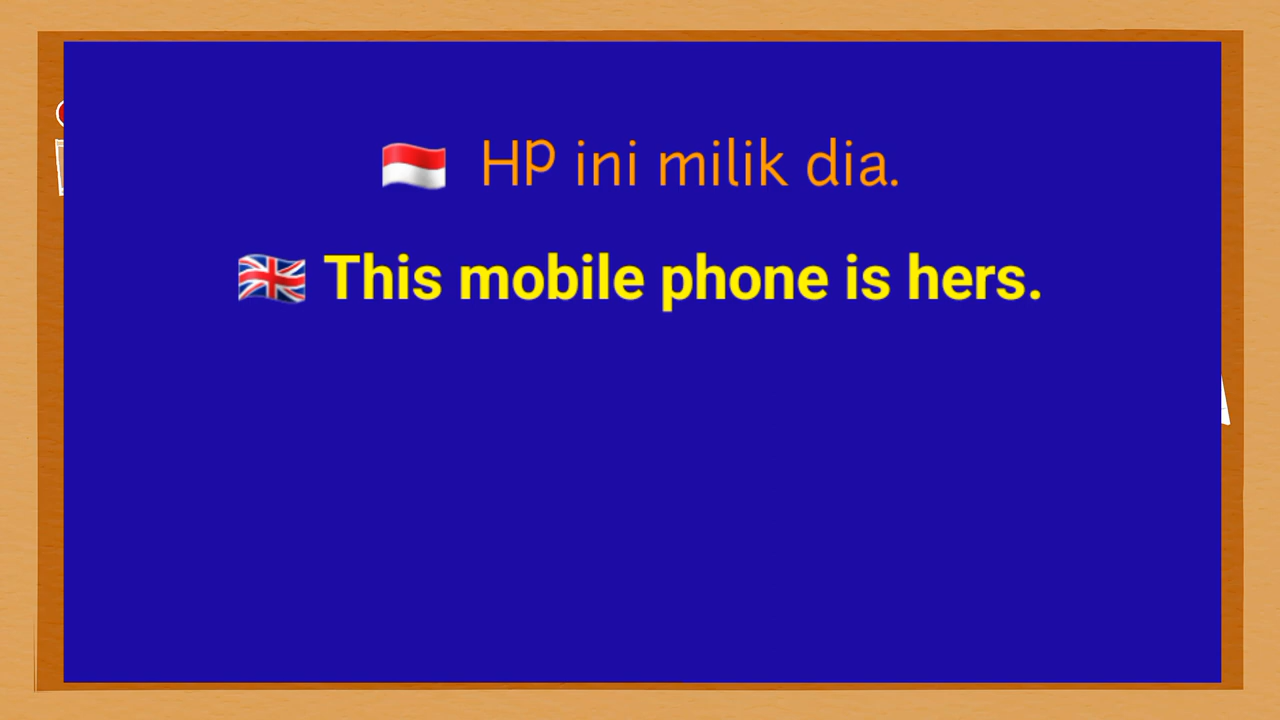 🇮🇩 HP ini milik dia.
🇬🇧 This mobile phone is hers.